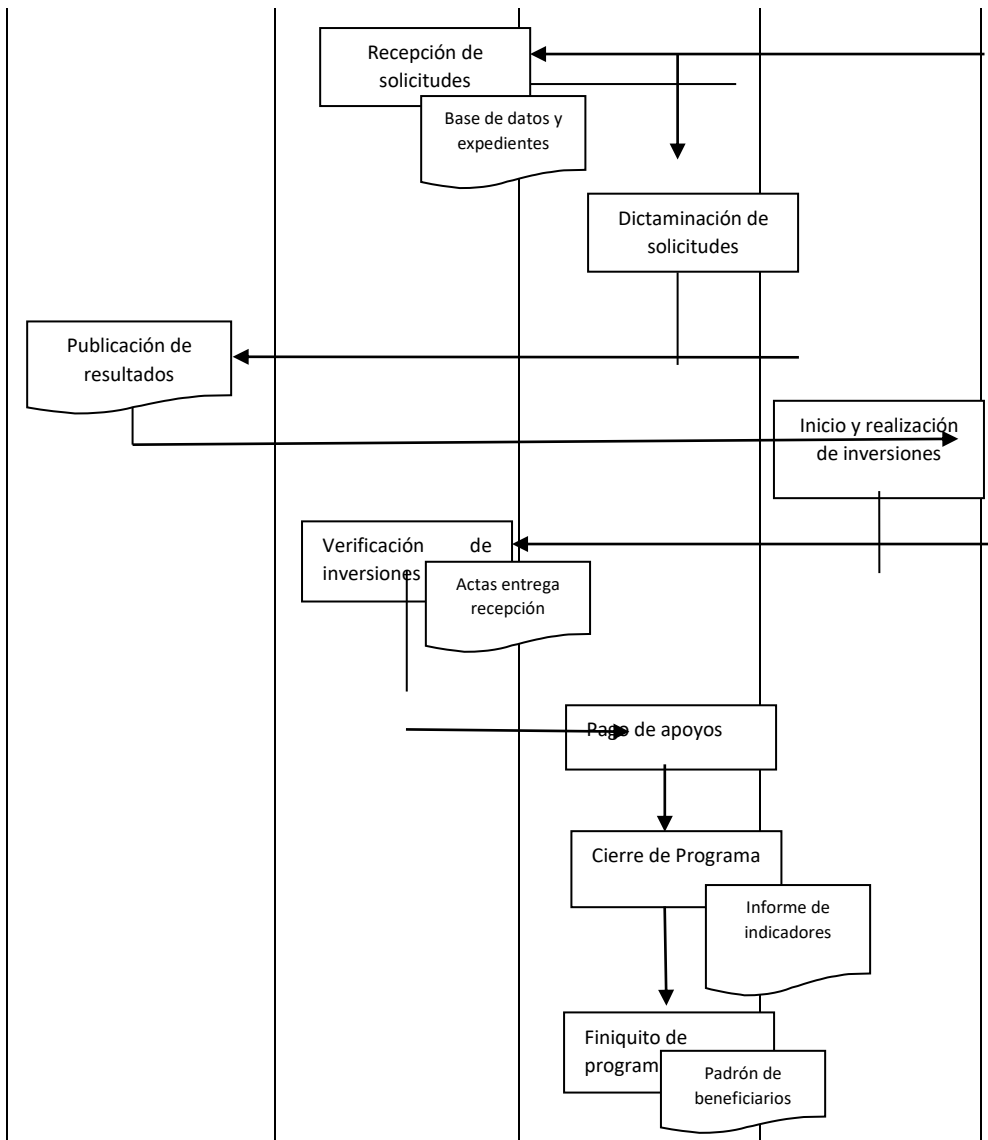 Recepción de
solicitudes
Base de datos y
expedientes
Dictaminación de
solicitudes
Publicación de
resultados
Inicio y realización
de inversiones
Verificación de
inversiones
Actas entrega
recepción
Pago de apoyos
Cierre de Programa
Informe de
indicadores
Finiquito de
program
Padrón de
beneficiarios